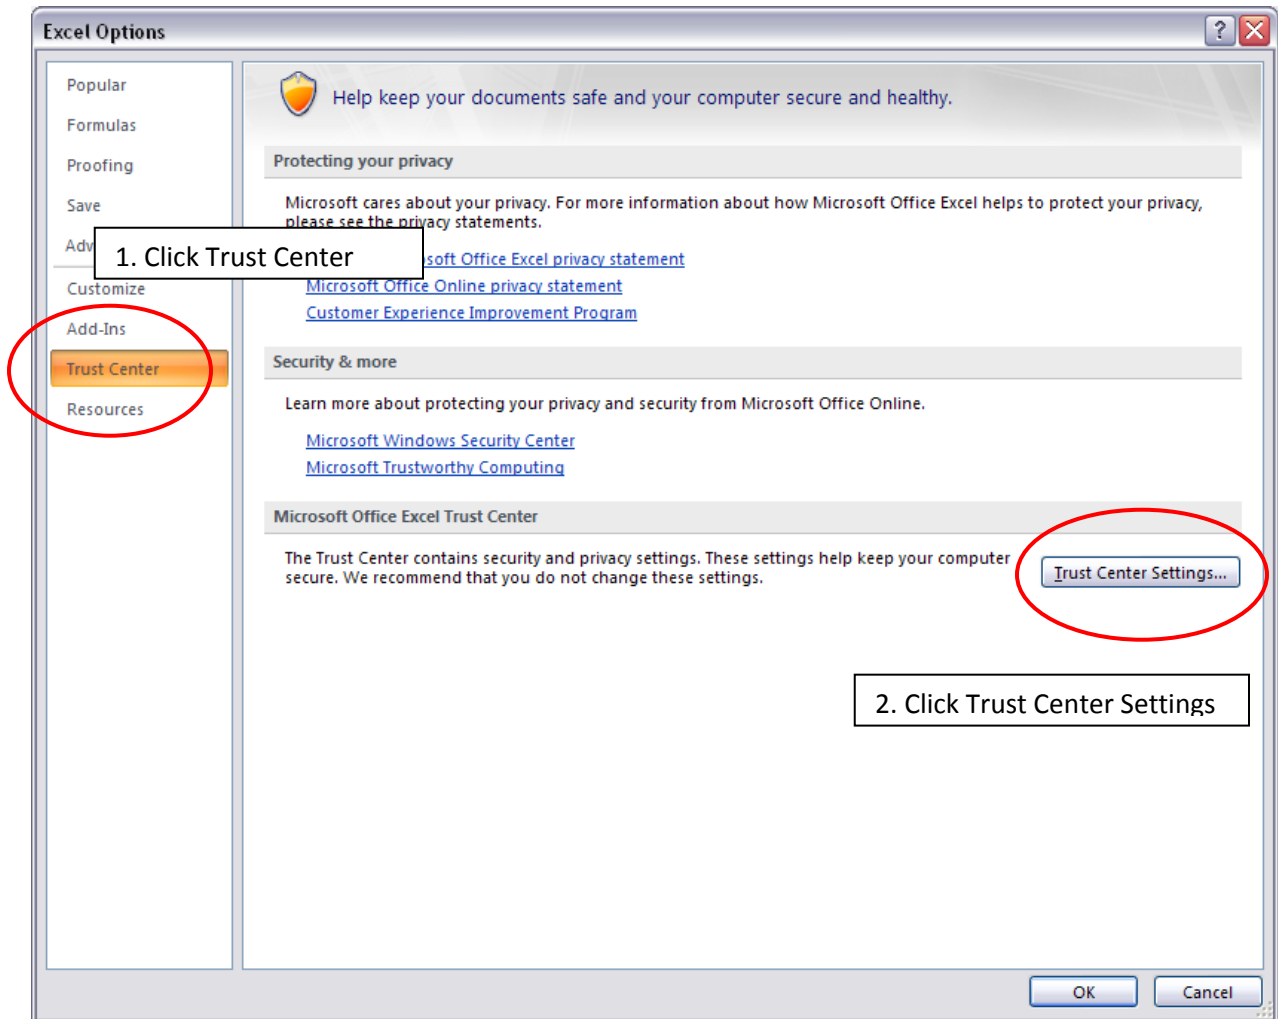 Excel Options
Popular
Formulas
Proofing
Save
Adv
Customize
Add-Ins
Trust Center
Resources
Help keep your documents safe and your computer secure and healthy.
Protecting your privacy
Microsoft cares about your privacy. For more information about how Microsoft Office Excel helps to protect your privacy,
please see the privacy statements.
1. Click Trust Center
soft Office Excel privacy statement
Microsoft Office Online privacy statement
Customer Experience Improvement Program
Security & more
Learn more about protecting your privacy and security from Microsoft Office Online.
Microsoft Windows Security Center
Microsoft Trustworthy Computing
Microsoft Office Excel Trust Center
The Trust Center contains security and privacy settings. These settings help keep your computer
secure. We recommend that you do not change these settings.
Trust Center Settings...
2. Click Trust Center Settings
OK
Cancel